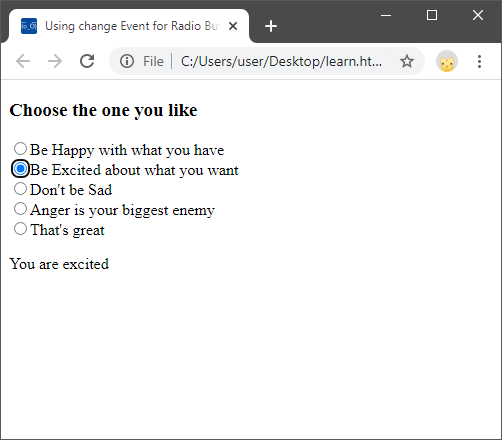 Using change Event for Radio Bu
File
C:/Users/user/Desktop/learn.ht...
Choose the one you like
Be Happy with what you have
Be Excited about what you want
Don't be Sad
Anger is your biggest enemy
That's great
You are excited